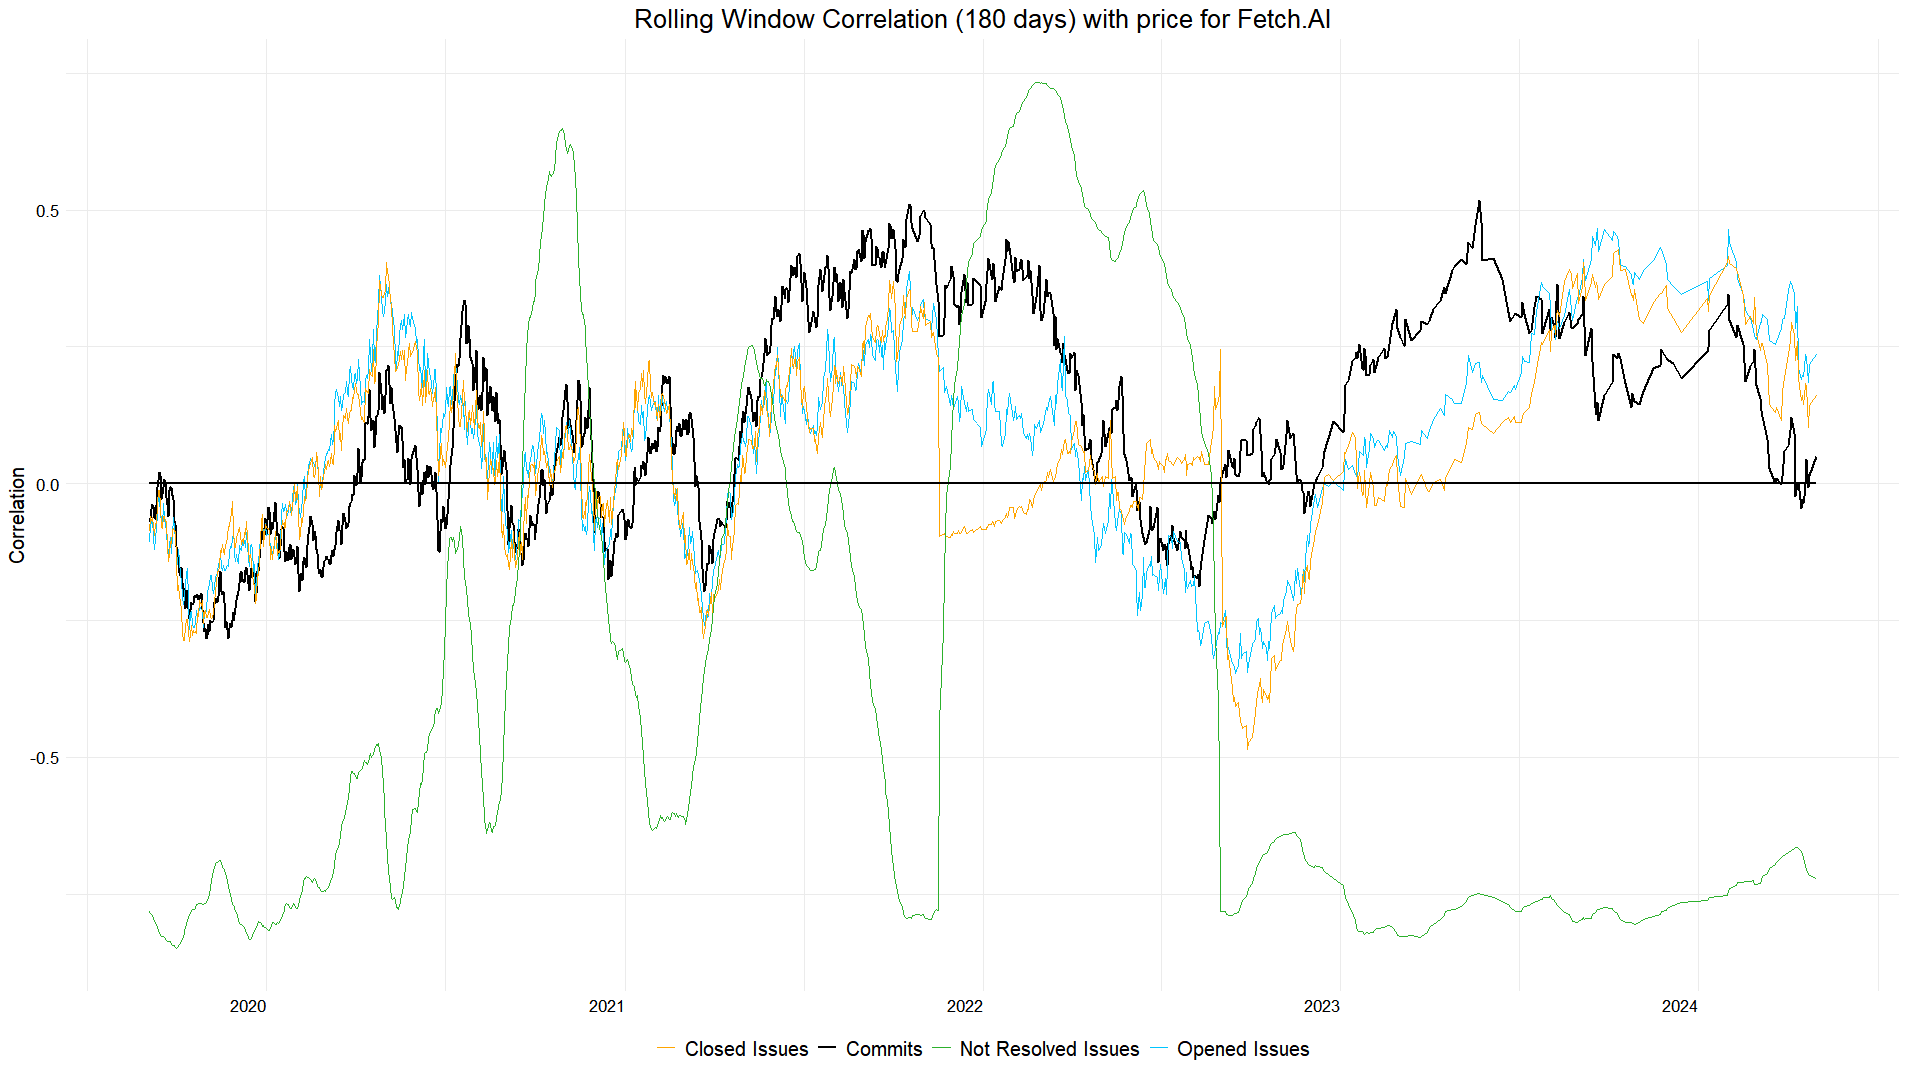 Rolling Window Correlation (180 days) with price for Fetch.AI
Correlation
0.5
0.0
-0.5
2020 2021 2022 2023 2024
Closed Issues Commits Not Resolved Issues Opened Issues